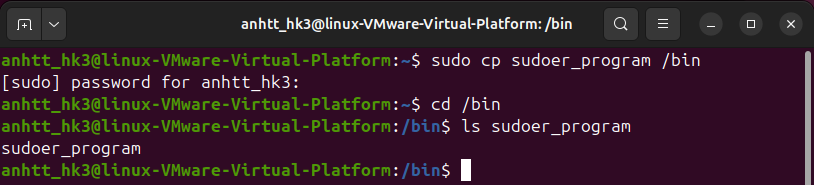 anhtt_hk3@linux-VMware-Virtual-Platform: /bin
anhtt_hk3@linux-VMware-Virtual-Platform:~$ sudo cp sudoer_program /bin
[sudo] password for anhtt_hk3:
anhtt_hk3@linux-VMware-Virtual-Platform:~$ cd /bin
anhtt_hk3@linux-VMware-Virtual-Platform:/bin$ ls sudoer_program
sudoer_program
anhtt_hk3@linux-VMware-Virtual-Platform:/bin$